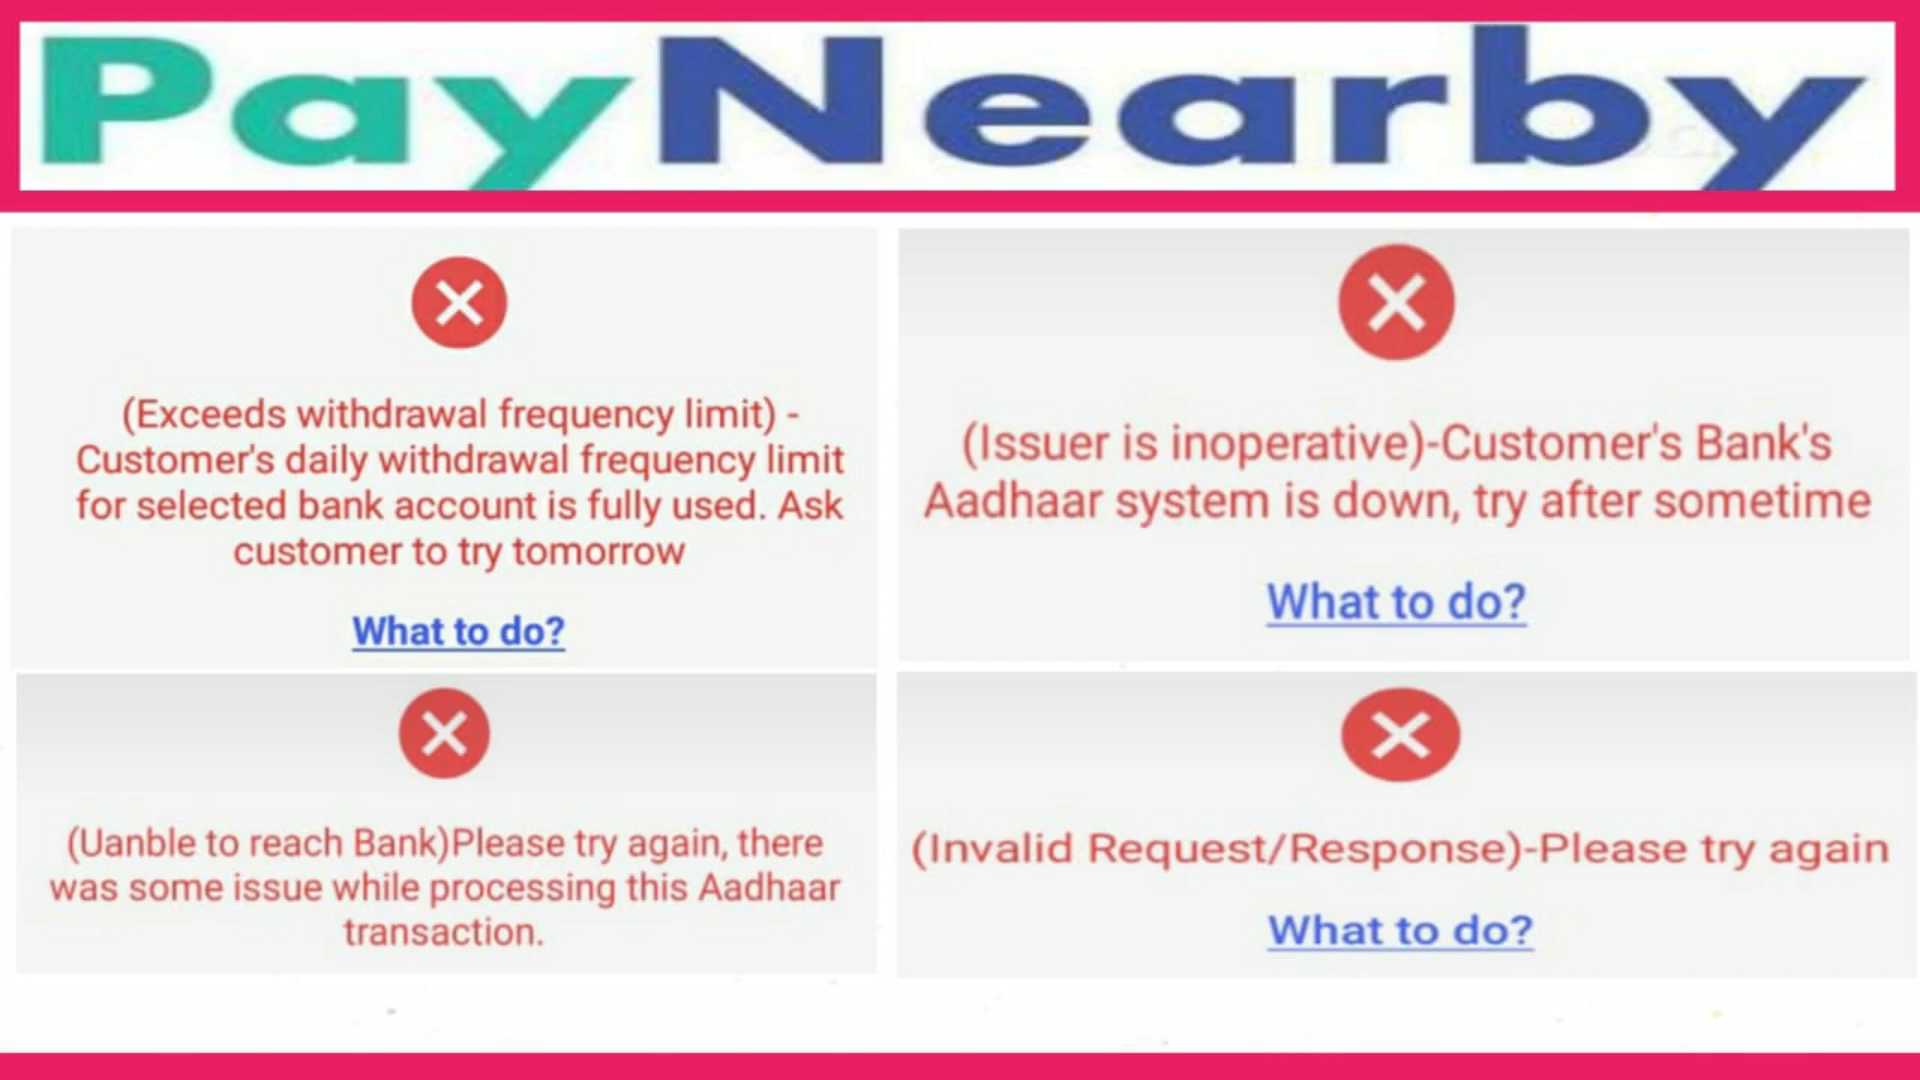 PayNearby
(Exceeds withdrawal frequency limit) -
Customer's daily withdrawal frequency limit
for selected bank account is fully used. Ask
customer to try tomorrow
What to do?
(Issuer is inoperative)-Customer's Bank's
Aadhaar system is down, try after sometime
What to do?
(Uanble to reach Bank)Please try again, there
was some issue while processing this Aadhaar
transaction.
(Invalid Request/Response)-Please try again
What to do?